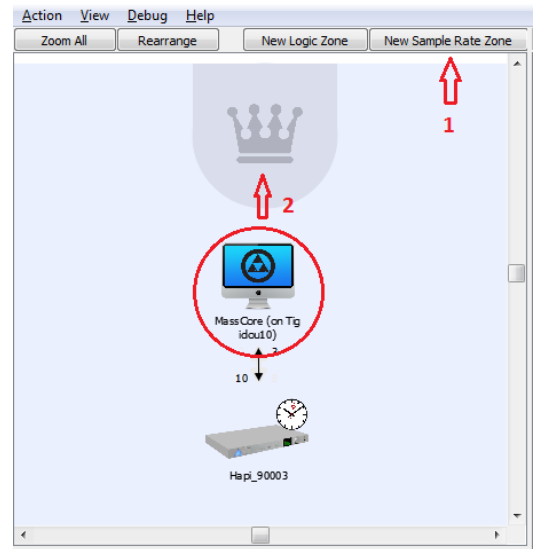 Action View Debug Help
Zoom All Rearrange New Logic Zone New Sample Rate Zone
1
2
MassCore (on Tig
idou10)
10
Hapi_90003